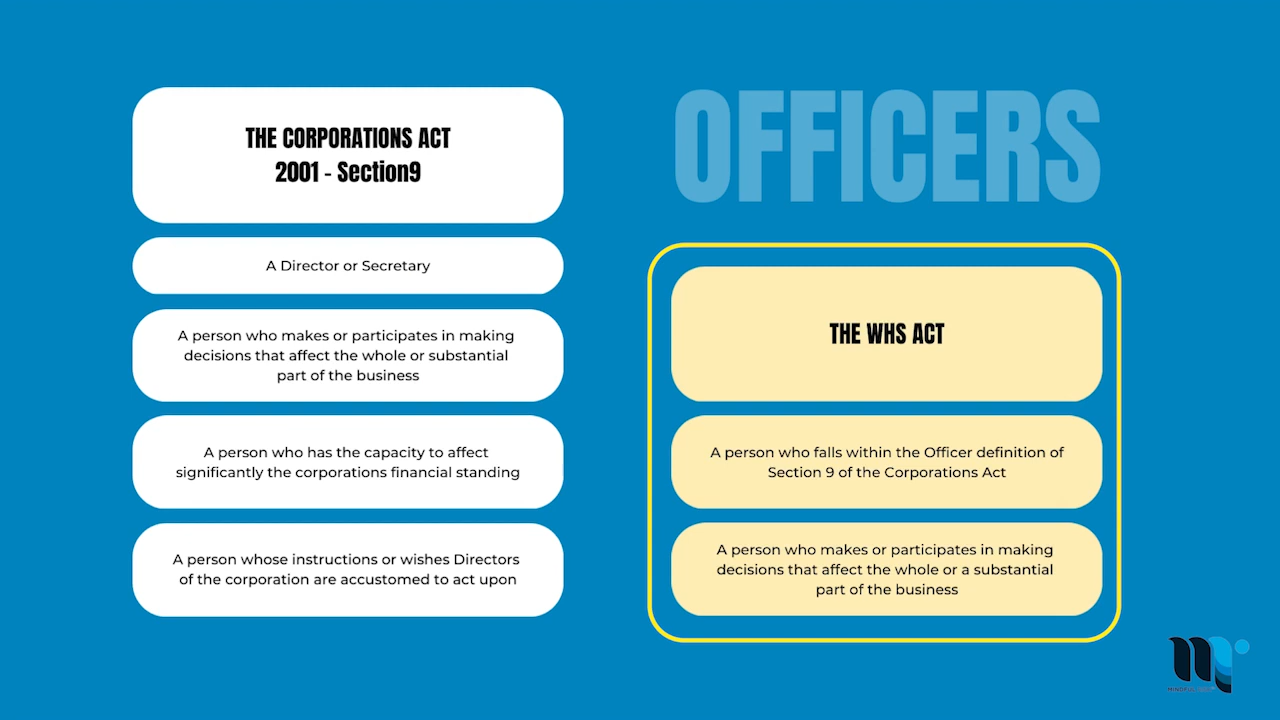 THE CORPORATIONS ACT
2001 - Section9
A Director or Secretary
A person who makes or participates in making
decisions that affect the whole or substantial
part of the business
A person who has the capacity to affect
significantly the corporations financial standing
A person whose instructions or wishes Directors
of the corporation are accustomed to act upon
OFFICERS
THE WHS ACT
A person who falls within the Officer definition of
Section 9 of the Corporations Act
A person who makes or participates in making
decisions that affect the whole or a substantial
part of the business